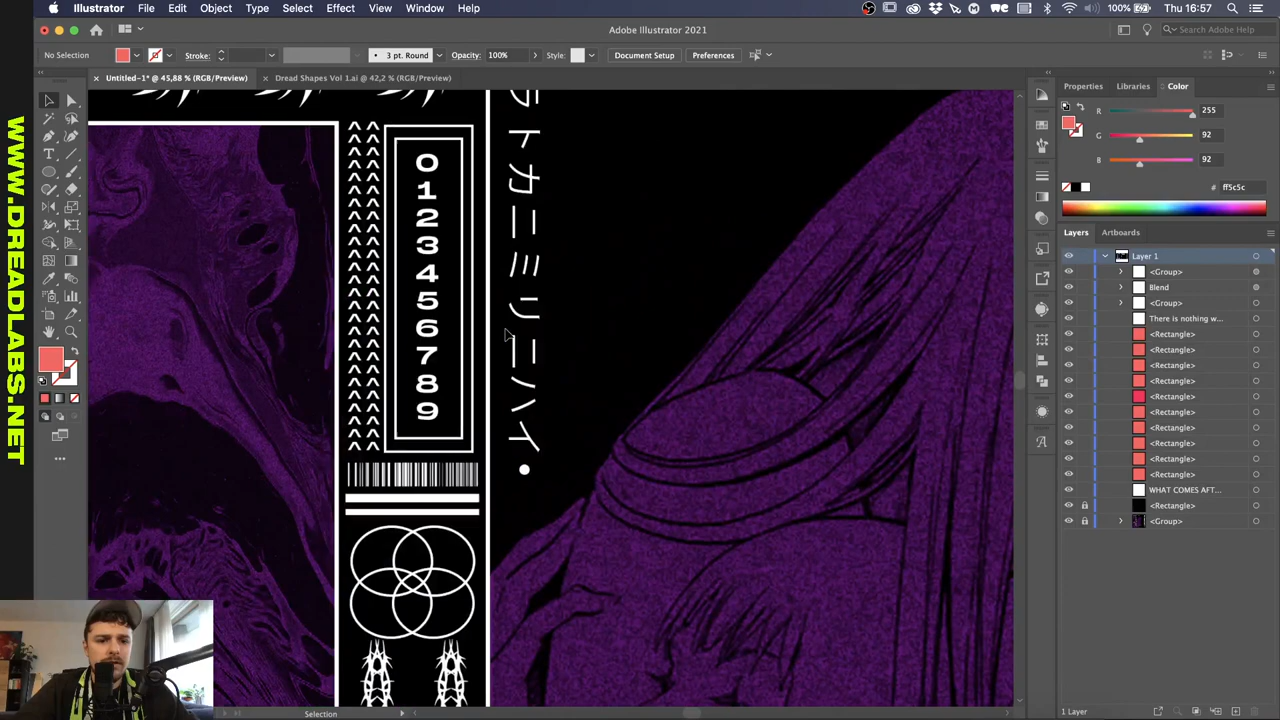 Illustrator File Edit Object Type Select Effect View Window Help
100% Thu 16:57
Adobe Illustrator 2021
Search Adobe Help
No Selection
Stroke:
3 pt. Round
Opacity: 100%
Style:
Document Setup
Preferences
× Untitled-1* @ 45,88 % (RGB/Preview)
× Dread Shapes Vol 1.ai @ 42,2 % (RGB/Preview)
Properties Libraries Color
R 255
G 92
B 92
# ff5c5c
Layers Artboards
Layer 1
<Group>
Blend
<Group>
There is nothing w...
<Rectangle>
<Rectangle>
<Rectangle>
<Rectangle>
<Rectangle>
<Rectangle>
<Rectangle>
<Rectangle>
<Rectangle>
<Rectangle>
WHAT COMES AFT...
<Rectangle>
<Group>
WWW.DREADLABS.NET
0
1
2
3
4
5
6
7
8
9
ラトカニミリニハイ
Selection
1 Layer